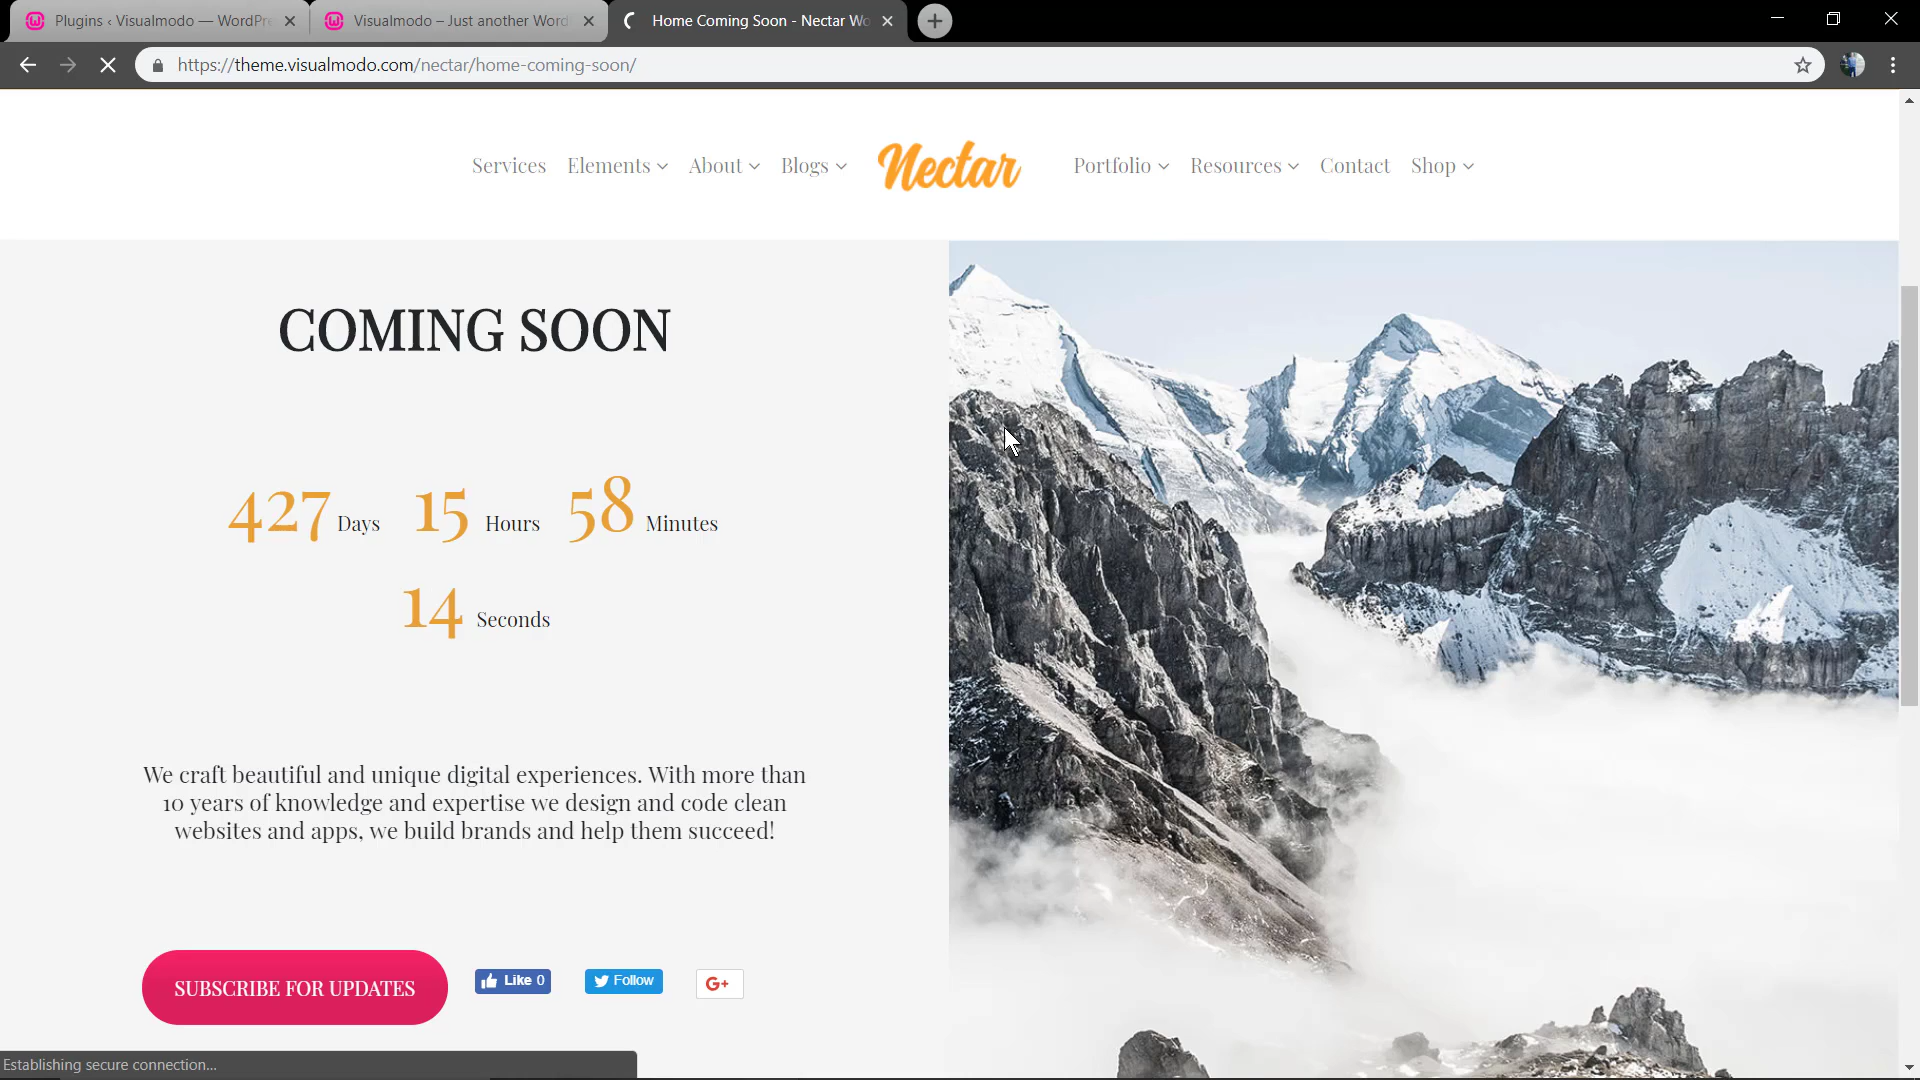 Plugins ‹ Visualmodo — WordPre
Visualmodo – Just another Word
Home Coming Soon - Nectar Wo
https://theme.visualmodo.com/nectar/home-coming-soon/
Services Elements About Blogs Nectar Portfolio Resources Contact Shop
COMING SOON
427 Days 15 Hours 58 Minutes
14 Seconds
We craft beautiful and unique digital experiences. With more than
10 years of knowledge and expertise we design and code clean
websites and apps, we build brands and help them succeed!
SUBSCRIBE FOR UPDATES
Like 0
Follow
G+
Establishing secure connection...